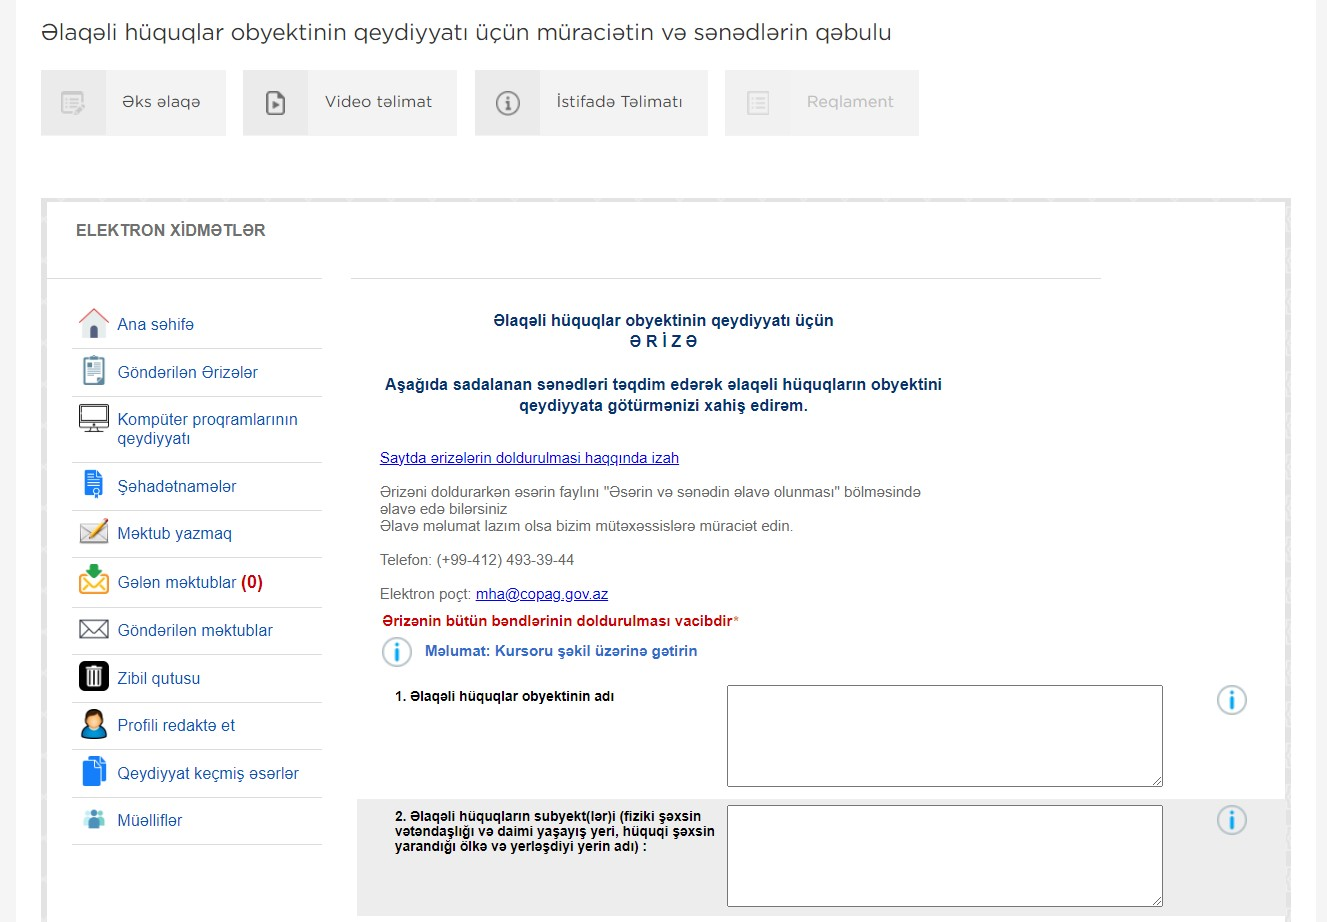 Əlaqəli hüquqlar obyektinin qeydiyyatı üçün müraciətin və sənədlərin qəbulu
Əks əlaqə
Video təlimat
İstifadə Təlimatı
Reqlament
ELEKTRON XİDMƏTLƏR
Ana səhifə
Göndərilən Ərizələr
Kompüter proqramlarının
qeydiyyatı
Şəhadətnamələr
Məktub yazmaq
Gələn məktublar (0)
Göndərilən məktublar
Zibil qutusu
Profili redaktə et
Qeydiyyat keçmiş əsərlər
Müəlliflər
Əlaqəli hüquqlar obyektinin qeydiyyatı üçün
Ə R İ Z Ə
Aşağıda sadalanan sənədləri təqdim edərək əlaqəli hüquqların obyektini
qeydiyyata götürmənizi xahiş edirəm.
Saytda ərizələrin doldurulmasi haqqında izah
Ərizəni doldurarkən əsərin faylını "Əsərin və sənədin əlavə olunması" bölməsində
əlavə edə bilərsiniz
Əlavə məlumat lazım olsa bizim mütəxəssislərə müraciət edin.
Telefon: (+99-412) 493-39-44
Elektron poçt: mha@copag.gov.az
Ərizənin bütün bəndlərinin doldurulması vacibdir*
Məlumat: Kursoru şəkil üzərinə gətirin
1. Əlaqəli hüquqlar obyektinin adı
2. Əlaqəli hüquqların subyekt(lər)i (fiziki şəxsin
vətəndaşlığı və daimi yaşayış yeri, hüquqi şəxsin
yarandığı ölkə və yerləşdiyi yerin adı) :